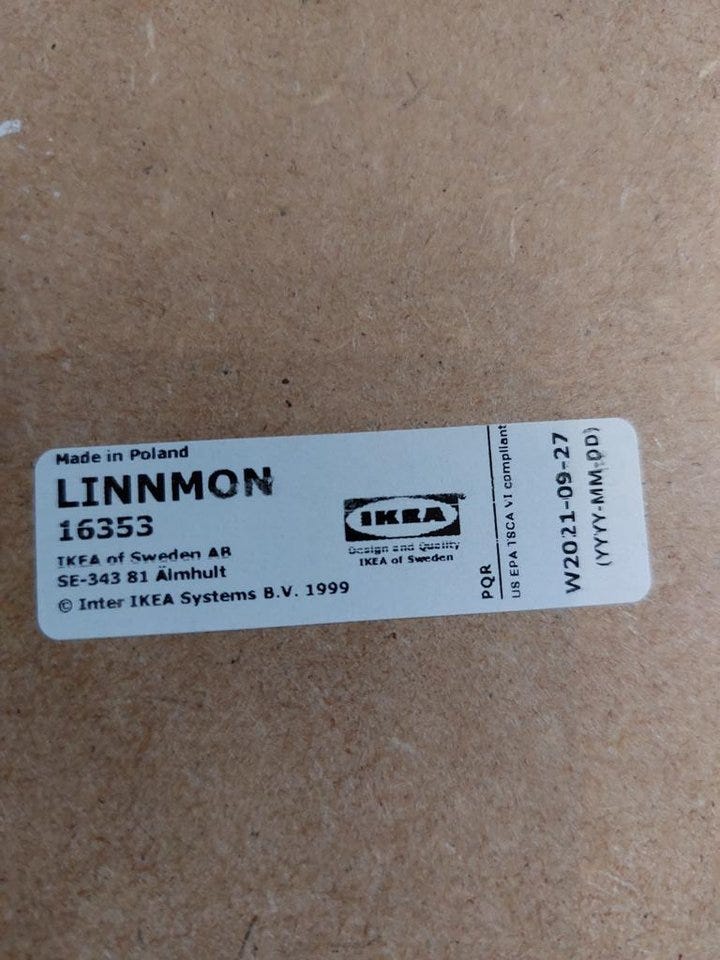 Made in Poland
LINNMON
16353
IKEA of Sweden AB
SE-343 81 Älmhult
© Inter IKEA Systems B.V. 1999
IKEA
Design and Quality
IKEA of Sweden
PQR
US EPA TSCA VI compliant
W2021-09-27
(YYYY-MM-DD)